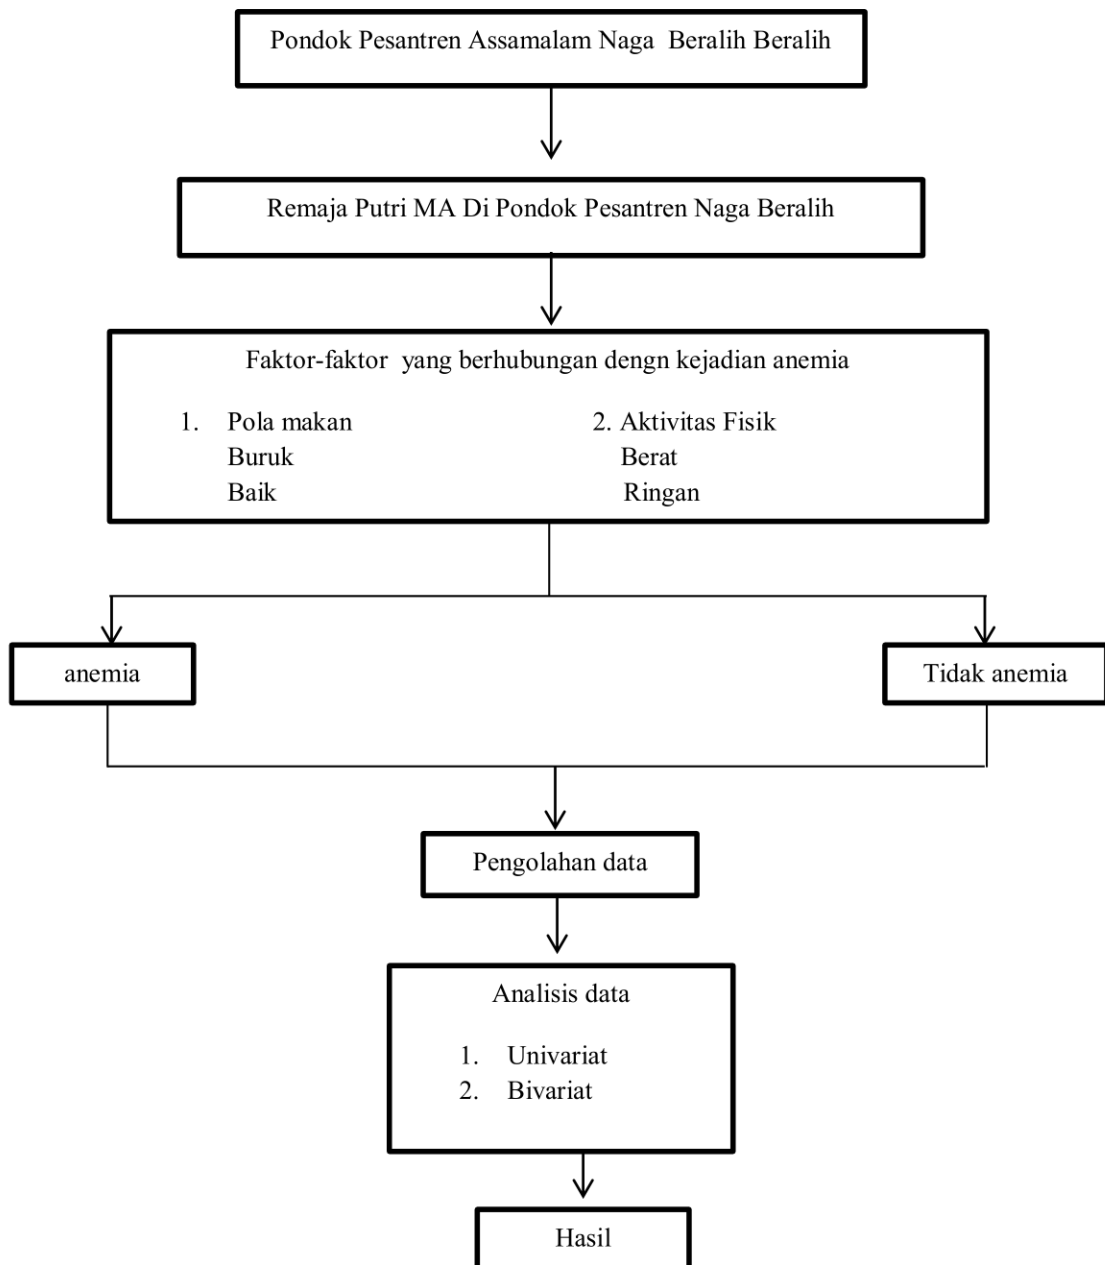 Pondok Pesantren Assamalam Naga Beralih Beralih
Remaja Putri MA Di Pondok Pesantren Naga Beralih
Faktor-faktor yang berhubungan dengn kejadian anemia
1. Pola makan
Buruk
Baik
2. Aktivitas Fisik
Berat
Ringan
anemia
Tidak anemia
Pengolahan data
Analisis data
1. Univariat
2. Bivariat
Hasil